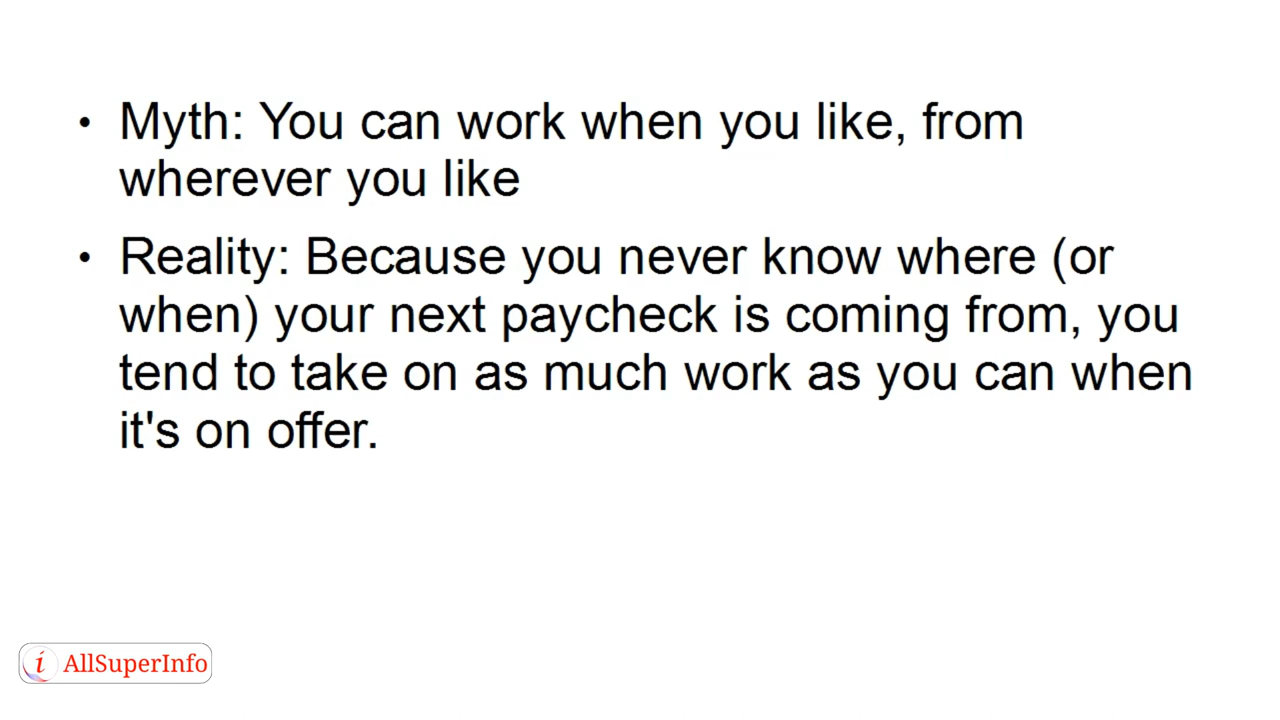 • Myth: You can work when you like, from
wherever you like
• Reality: Because you never know where (or
when) your next paycheck is coming from, you
tend to take on as much work as you can when
it's on offer.
i AllSuperInfo